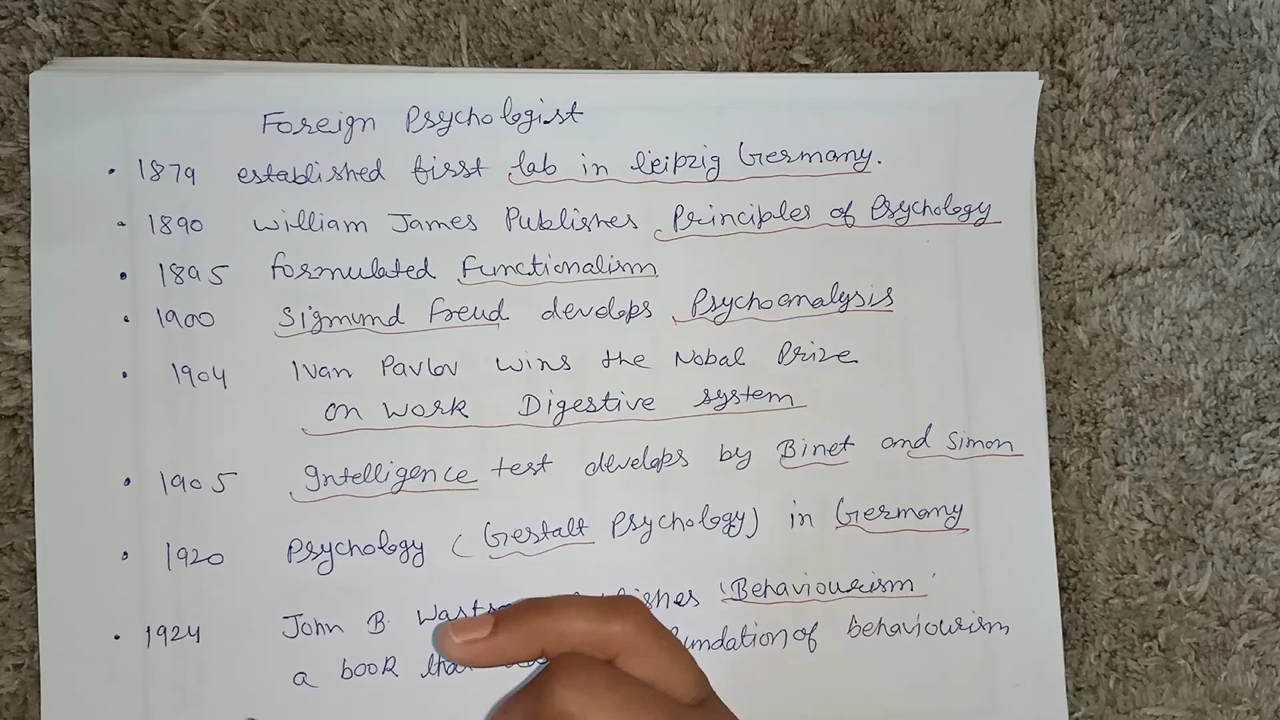 Foreign Psychologist
• 1879 established first lab in Leipzig Germany.
• 1890 William James Publishes Principles of Psychology
• 1895 formulated Functionalism
• 1900 Sigmund Freud develops Psychoanalysis
• 1904 Ivan Pavlov wins the Nobal Prize
on work Digestive system
• 1905 Intelligence test develops by Binet and Simon
• 1920 Psychology (Gestalt Psychology) in Germany
• 1924 John B. 'Behaviourism'
a book of behaviourism